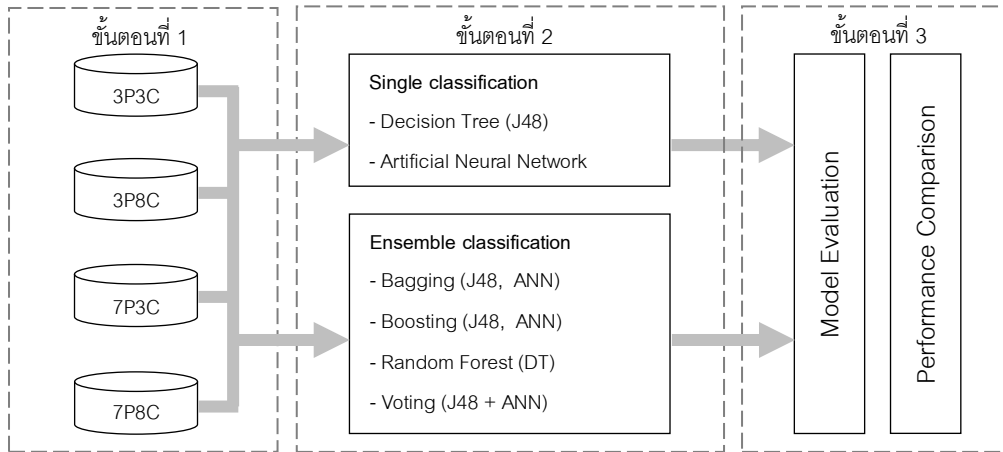 ขั้นตอนที่ 1
3P3C
3P8C
7P3C
7P8C
ขั้นตอนที่ 2
Single classification
- Decision Tree (J48)
- Artificial Neural Network
Ensemble classification
- Bagging (J48, ANN)
- Boosting (J48, ANN)
- Random Forest (DT)
- Voting (J48 + ANN)
ขั้นตอนที่ 3
Model Evaluation
Performance Comparison